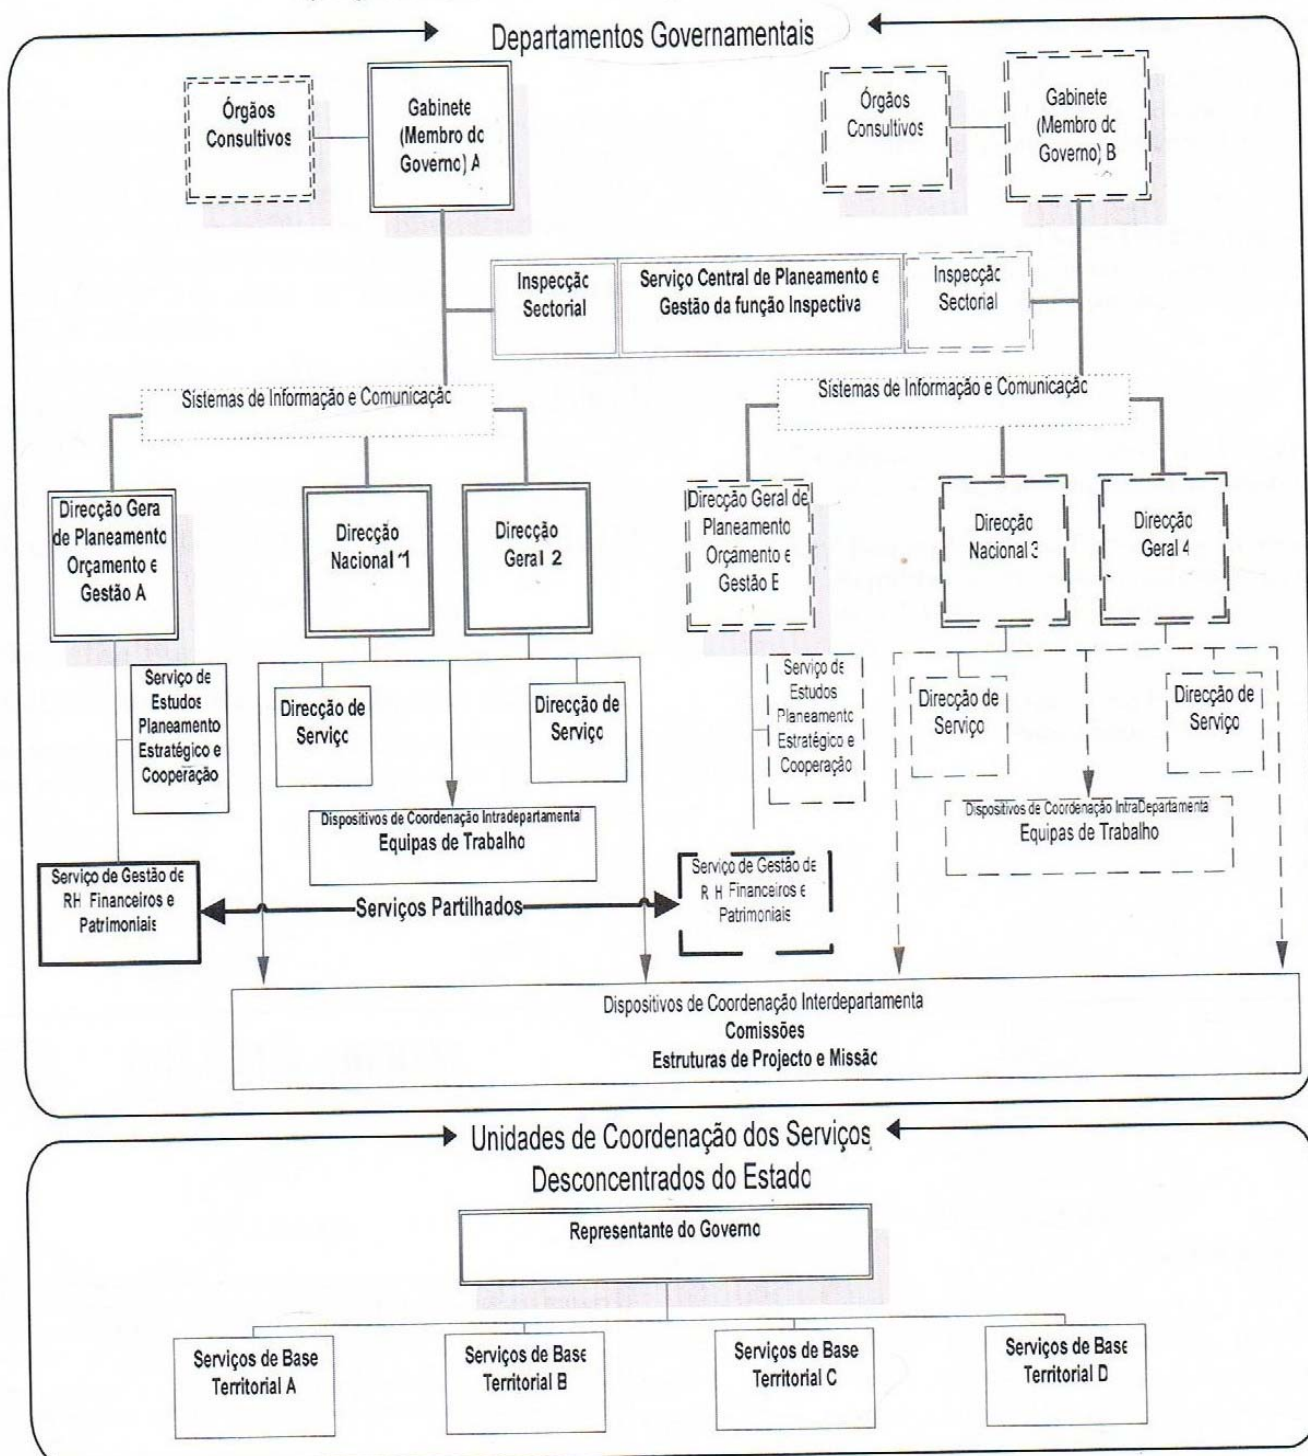 Departamentos Governamentais
Órgãos
Consultivos
Gabinete
(Membro do
Governo) A
Órgãos
Consultivos
Gabinete
(Membro do
Governo) B
Inspecção
Sectorial
Serviço Central de Planeamento e
Gestão da função Inspectiva
Inspecção
Sectorial
Sistemas de Informação e Comunicação
Sistemas de Informação e Comunicação
Direcção Gera
de Planeamento
Orçamento e
Gestão A
Direcção
Nacional 1
Direcção
Geral 2
Direcção Geral de
Planeamento
Orçamento e
Gestão E
Direcção
Nacional 3
Direcção
Geral 4
Serviço de
Estudos
Planeamento
Estratégico e
Cooperação
Direcção de
Serviço
Direcção de
Serviço
Serviço de
Estudos
Planeamento
Estratégico e
Cooperação
Direcção de
Serviço
Direcção de
Serviço
Dispositivos de Coordenação Intradepartamental
Equipas de Trabalho
Dispositivos de Coordenação IntraDepartamenta
Equipas de Trabalho
Serviço de Gestão de
RH Financeiros e
Patrimoniais
Serviços Partilhados
Serviço de Gestão de
R H Financeiros e
Patrimoniais
Dispositivos de Coordenação Interdepartamenta
Comissões
Estruturas de Projecto e Missão
Unidades de Coordenação dos Serviços
Desconcentrados do Estado
Representante do Governo
Serviços de Base
Territorial A
Serviços de Base
Territorial B
Serviços de Base
Territorial C
Serviços de Base
Territorial D